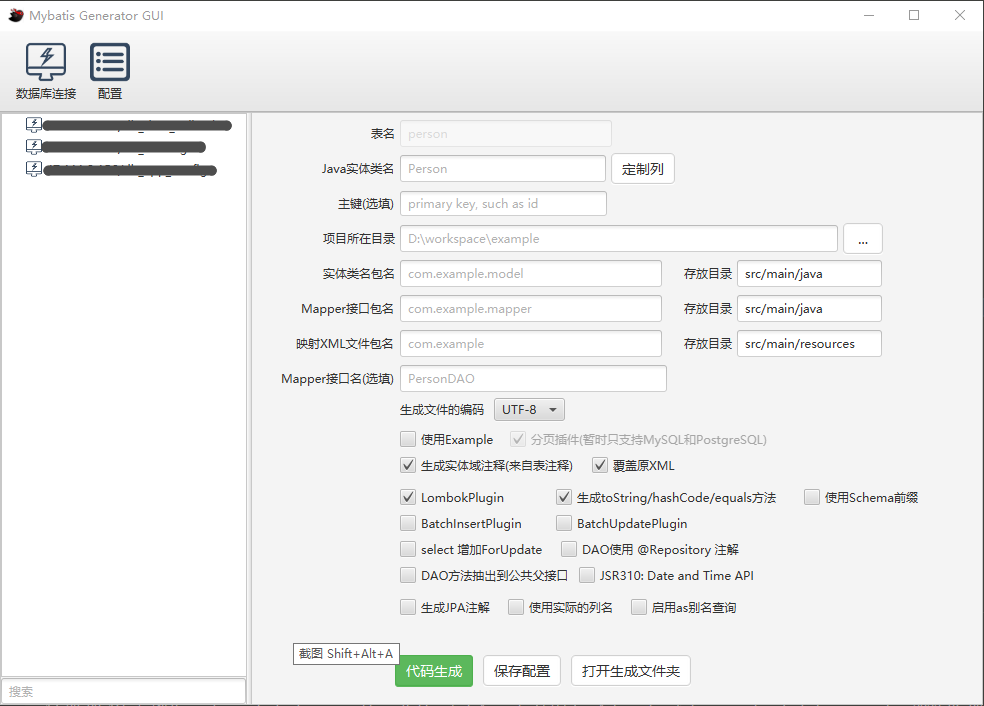 Mybatis Generator GUI
数据库连接 配置
表名 person
Java实体类名 Person 定制列
主键(选填) primary key, such as id
项目所在目录 D:\workspace\example ...
实体类名包名 com.example.model 存放目录 src/main/java
Mapper接口包名 com.example.mapper 存放目录 src/main/java
映射XML文件包名 com.example 存放目录 src/main/resources
Mapper接口名(选填) PersonDAO
生成文件的编码 UTF-8
使用Example 分页插件(暂时只支持MySQL和PostgreSQL)
生成实体域注释(来自表注释) 覆盖原XML
LombokPlugin 生成toString/hashCode/equals方法 使用Schema前缀
BatchInsertPlugin BatchUpdatePlugin
select 增加ForUpdate DAO使用 @Repository 注解
DAO方法抽出到公共父接口 JSR310: Date and Time API
生成JPA注解 使用实际的列名 启用as别名查询
截图 Shift+Alt+A
代码生成 保存配置 打开生成文件夹
搜索